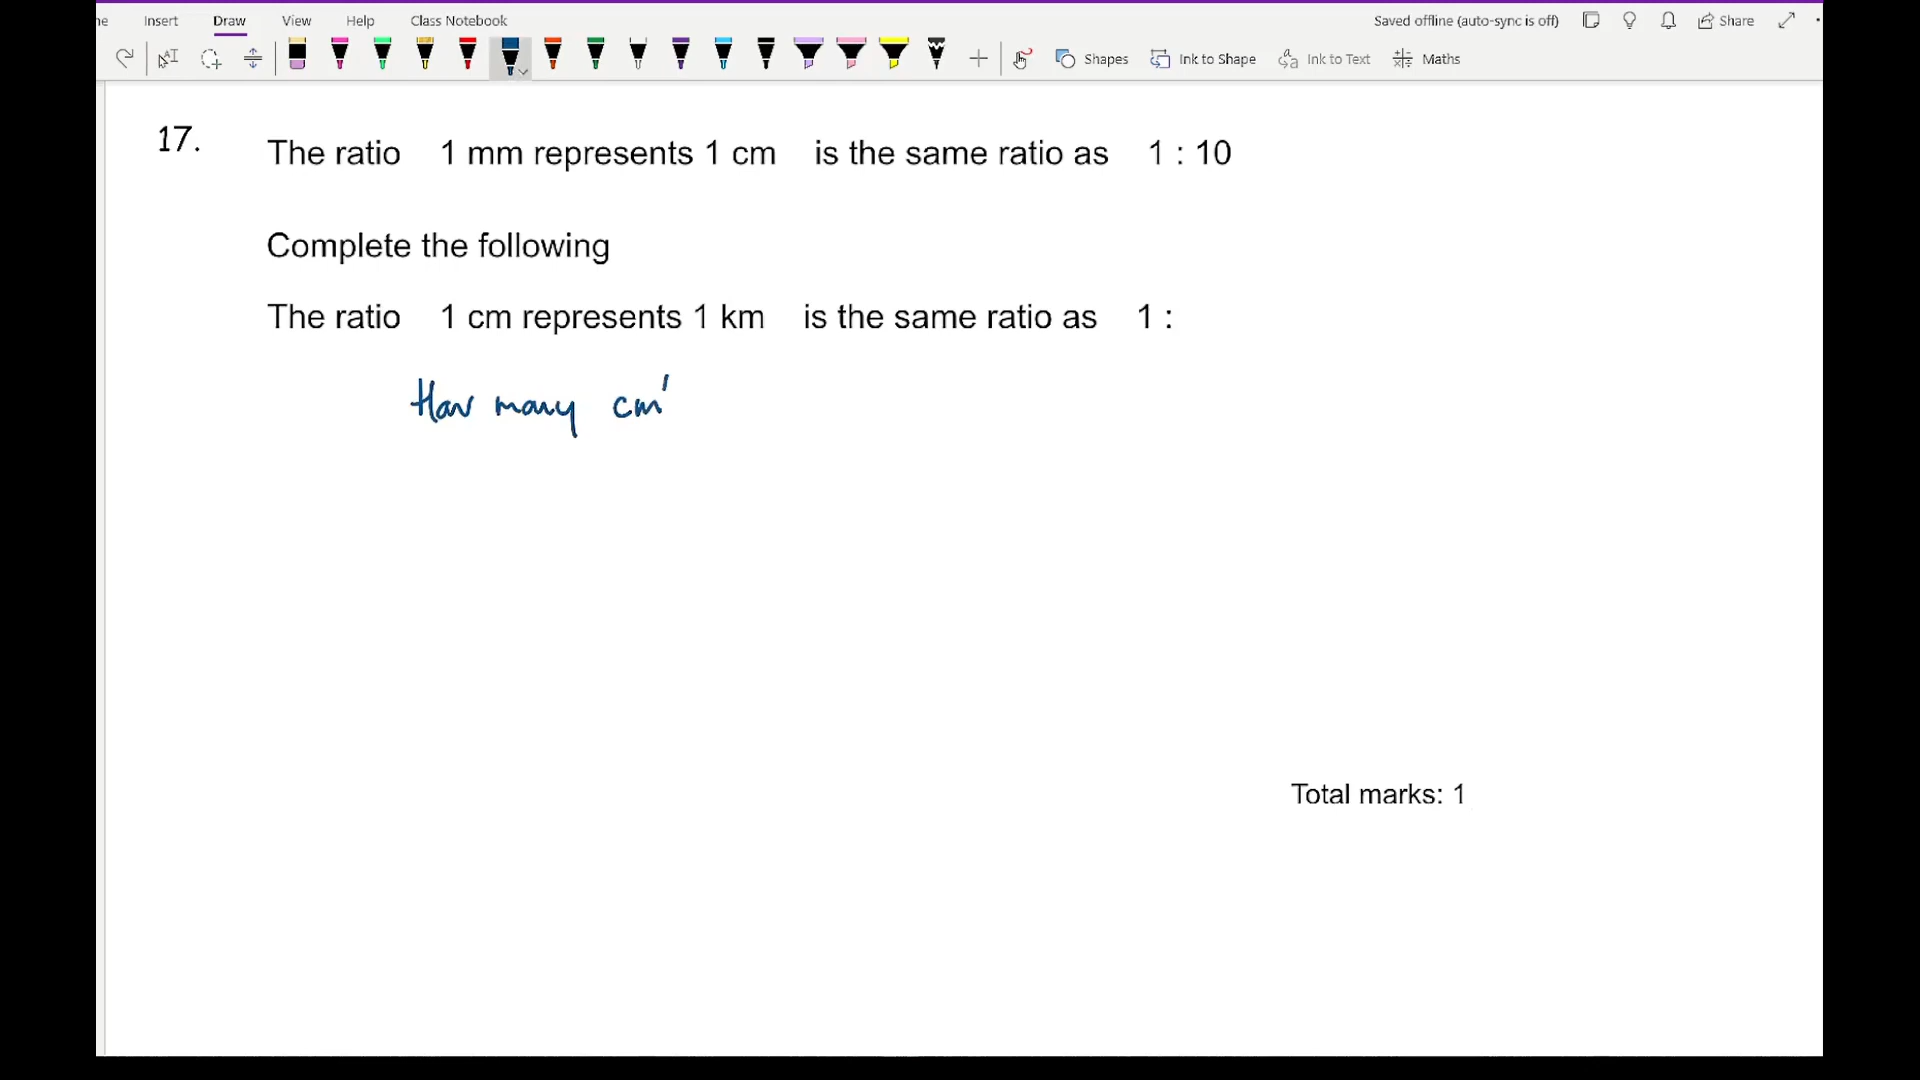 Insert Draw View Help Class Notebook Saved offline (auto-sync is off) Share
Shapes Ink to Shape Ink to Text Maths
17. The ratio 1 mm represents 1 cm is the same ratio as 1 : 10
Complete the following
The ratio 1 cm represents 1 km is the same ratio as 1 :
How many cm'
Total marks: 1